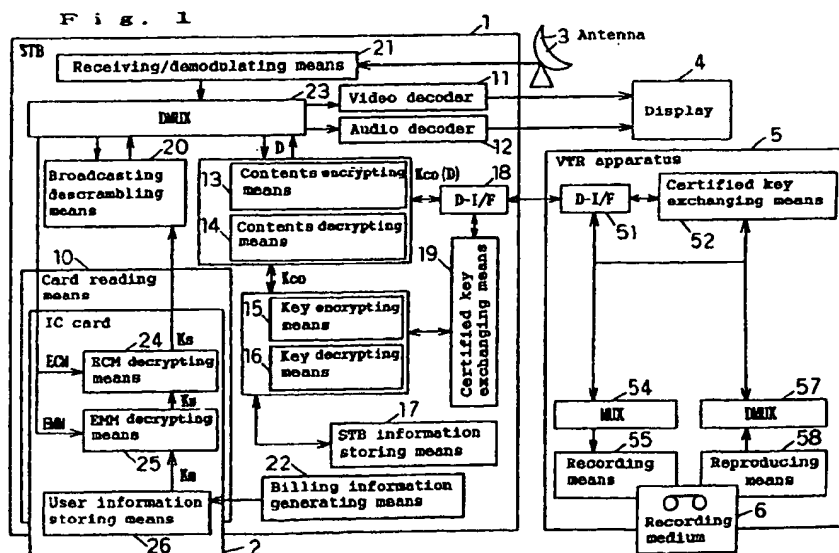 Fig. 1
1
STB
21
Receiving/demodulating means
3
Antenna
23
DMUX
11
Video decoder
12
Audio decoder
4
Display
20
Broadcasting descrambling means
D
13
Contents encrypting means
14
Contents decrypting means
Kco(D)
18
D-I/F
5
VTR apparatus
D-I/F
51
Certified key exchanging means
52
10
Card reading means
IC card
Ks
Kco
15
Key encrypting means
16
Key decrypting means
19
Certified key exchanging means
ECM
24
ECM decrypting means
EMM
EMM decrypting means
25
17
STB information storing means
22
Billing information generating means
User information storing means
26
2
54
MUX
55
Recording means
57
DMUX
58
Reproducing means
Recording medium
6